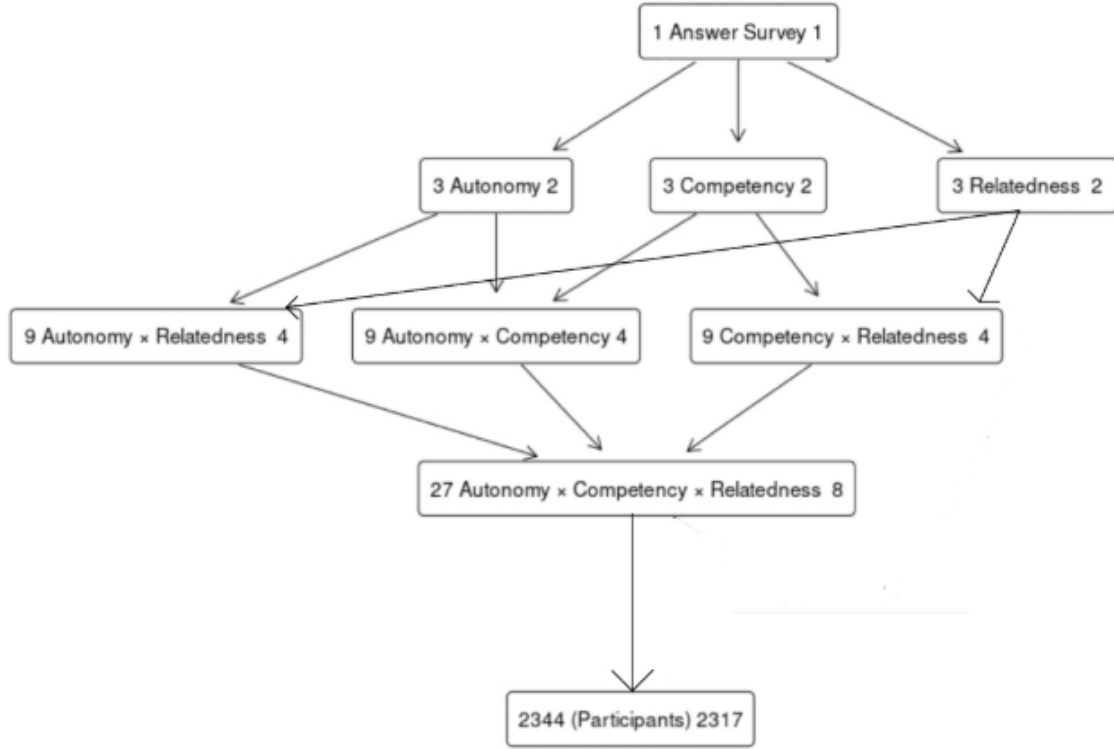 1 Answer Survey 1
3 Autonomy 2
3 Competency 2
3 Relatedness 2
9 Autonomy × Relatedness 4
9 Autonomy × Competency 4
9 Competency × Relatedness 4
27 Autonomy × Competency × Relatedness 8
2344 (Participants) 2317